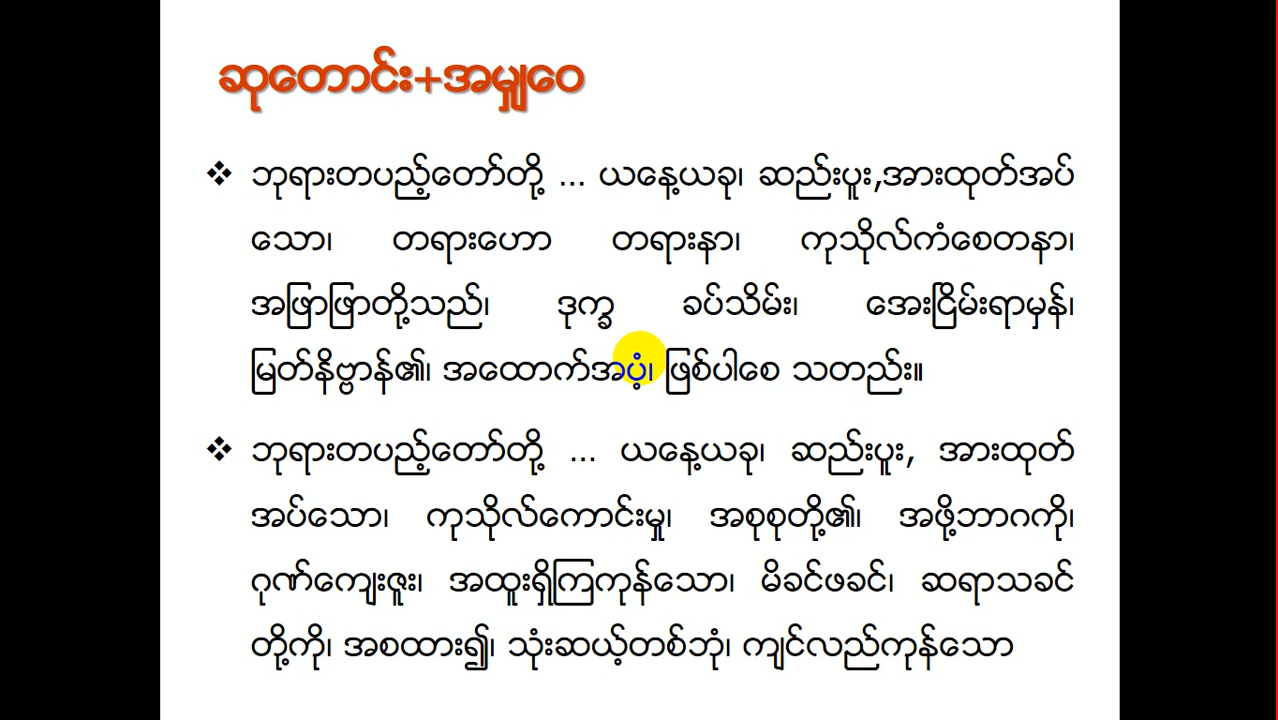 ဆုတောင်း+အမျှဝေ
❖ ဘုရားတပည့်တော်တို့ ... ယနေ့ယခု၊ ဆည်းပူး,အားထုတ်အပ်
သော၊ တရားဟော တရားနာ၊ ကုသိုလ်ကံစေတနာ၊
အဖြာဖြာတို့သည်၊ ဒုက္ခ ခပ်သိမ်း၊ အေးငြိမ်းရာမှန်၊
မြတ်နိဗ္ဗာန်၏၊ အထောက်အပံ့၊ ဖြစ်ပါစေ သတည်း။
❖ ဘုရားတပည့်တော်တို့ ... ယနေ့ယခု၊ ဆည်းပူး, အားထုတ်
အပ်သော၊ ကုသိုလ်ကောင်းမှု၊ အစုစုတို့၏၊ အဖို့ဘာဂကို၊
ဂုဏ်ကျေးဇူး၊ အထူးရှိကြကုန်သော၊ မိခင်ဖခင်၊ ဆရာသခင်
တို့ကို၊ အစထား၍၊ သုံးဆယ့်တစ်ဘုံ၊ ကျင်လည်ကုန်သော